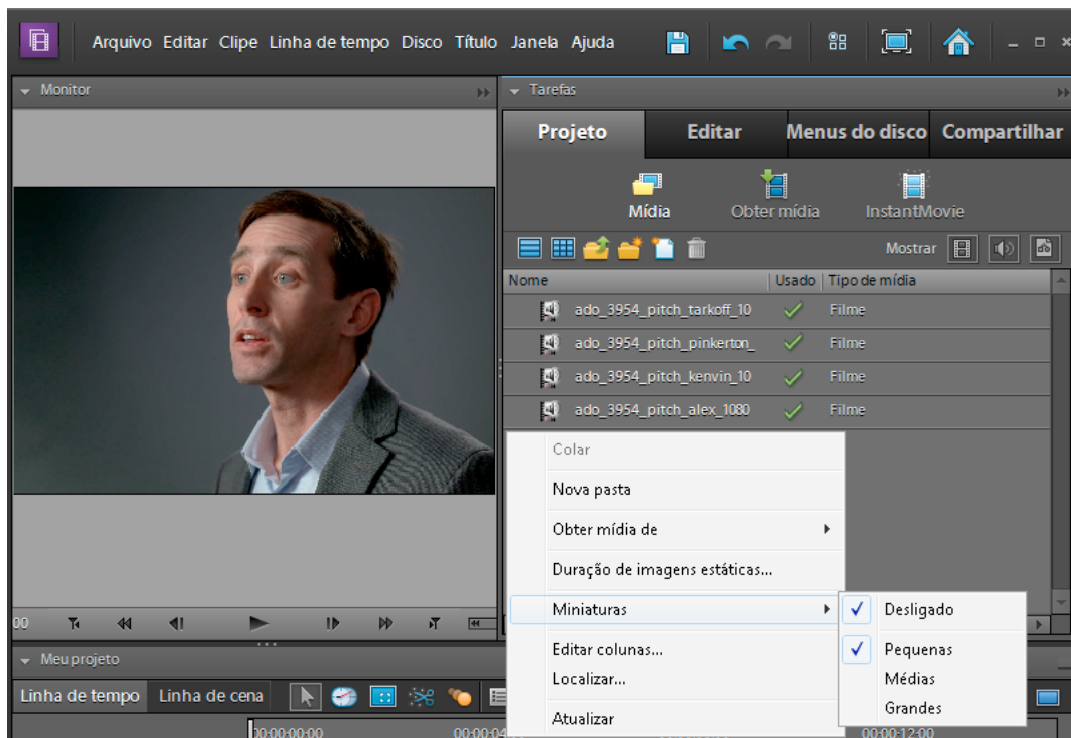 Arquivo Editar Clipe Linha de tempo Disco Título Janela Ajuda
Monitor
Tarefas
Projeto Editar Menus do disco Compartilhar
Mídia Obter mídia InstantMovie
Mostrar
Nome Usado Tipo de mídia
ado_3954_pitch_tarkoff_10 Filme
ado_3954_pitch_pinkerton_ Filme
ado_3954_pitch_kenvin_10 Filme
ado_3954_pitch_alex_1080 Filme
Colar
Nova pasta
Obter mídia de
Duração de imagens estáticas...
Miniaturas
Desligado
Pequenas
Médias
Grandes
Editar colunas...
Localizar...
Atualizar
00
Meu projeto
Linha de tempo Linha de cena
00:00:00:00 00:00:04 00:00:12:00